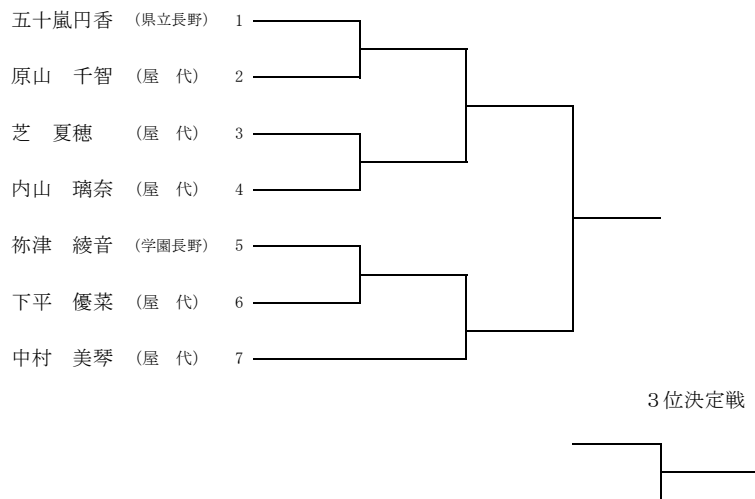 五十嵐円香 (県立長野) 1
原山 千智 (屋 代) 2
芝 夏穂 (屋 代) 3
内山 璃奈 (屋 代) 4
祢津 綾音 (学園長野) 5
下平 優菜 (屋 代) 6
中村 美琴 (屋 代) 7
３位決定戦